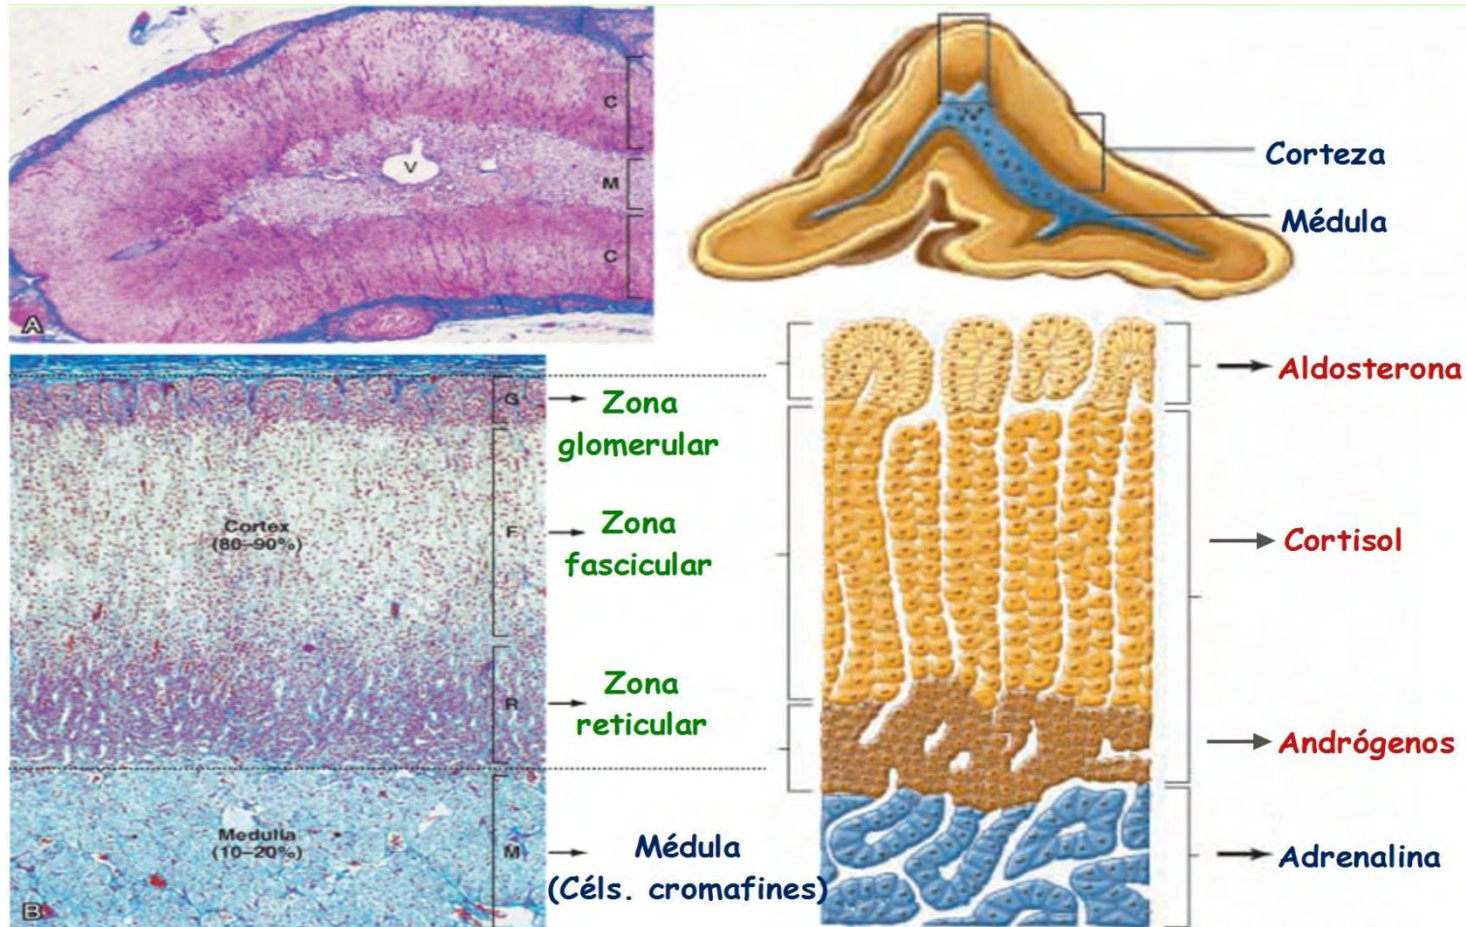 C
V
M
C
A
Corteza
Médula
G
Zona
glomerular
Cortex
(80–90%)
F
Zona
fascicular
R
Zona
reticular
Medulla
(10–20%)
M
Médula
(Céls. cromafines)
B
Aldosterona
Cortisol
Andrógenos
Adrenalina